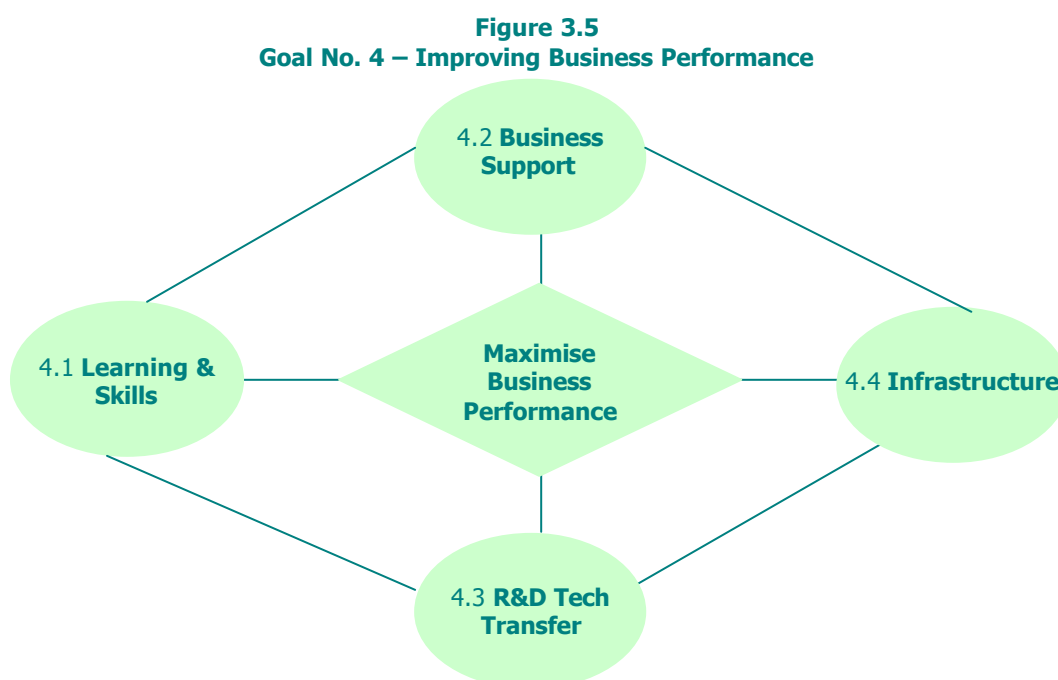 Figure 3.5
Goal No. 4 – Improving Business Performance
4.2 Business
Support
4.1 Learning &
Skills
Maximise
Business
Performance
4.4 Infrastructure
4.3 R&D Tech
Transfer